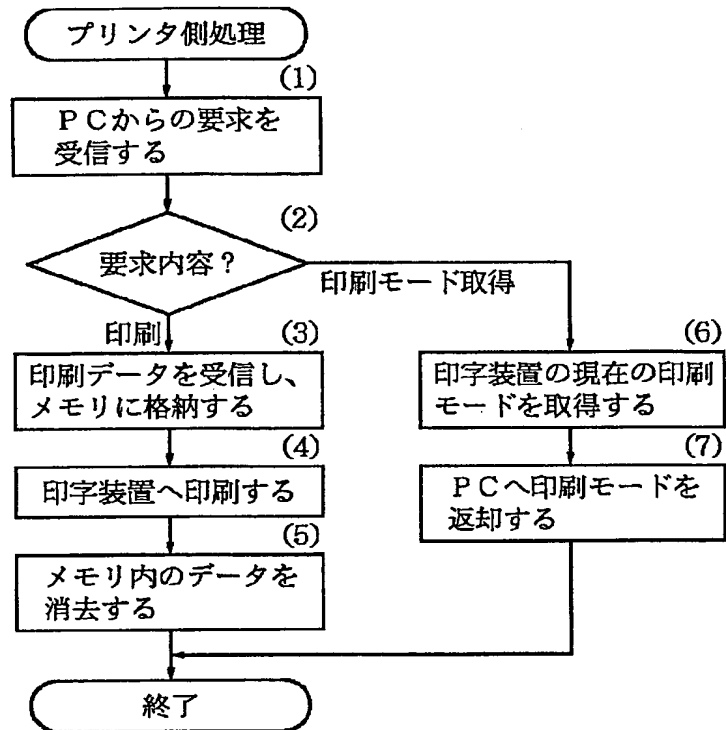 プリンタ側処理
(1)
PCからの要求を
受信する
(2)
要求内容?
印刷モード取得
印刷
(3)
印刷データを受信し、
メモリに格納する
(4)
印字装置へ印刷する
(5)
メモリ内のデータを
消去する
(6)
印字装置の現在の印刷
モードを取得する
(7)
PCへ印刷モードを
返却する
終了